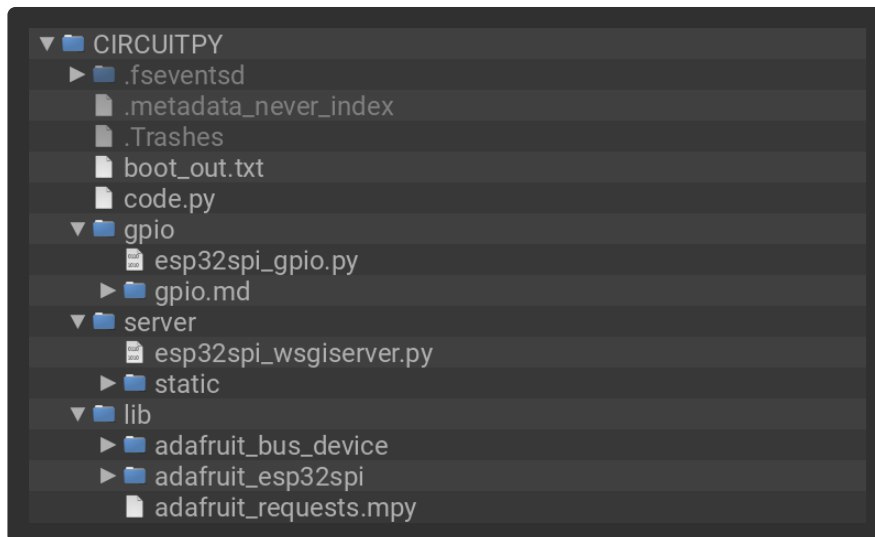 CIRCUITPY
.fseventsd
.metadata_never_index
.Trashes
boot_out.txt
code.py
gpio
esp32spi_gpio.py
gpio.md
server
esp32spi_wsgiserver.py
static
lib
adafruit_bus_device
adafruit_esp32spi
adafruit_requests.mpy